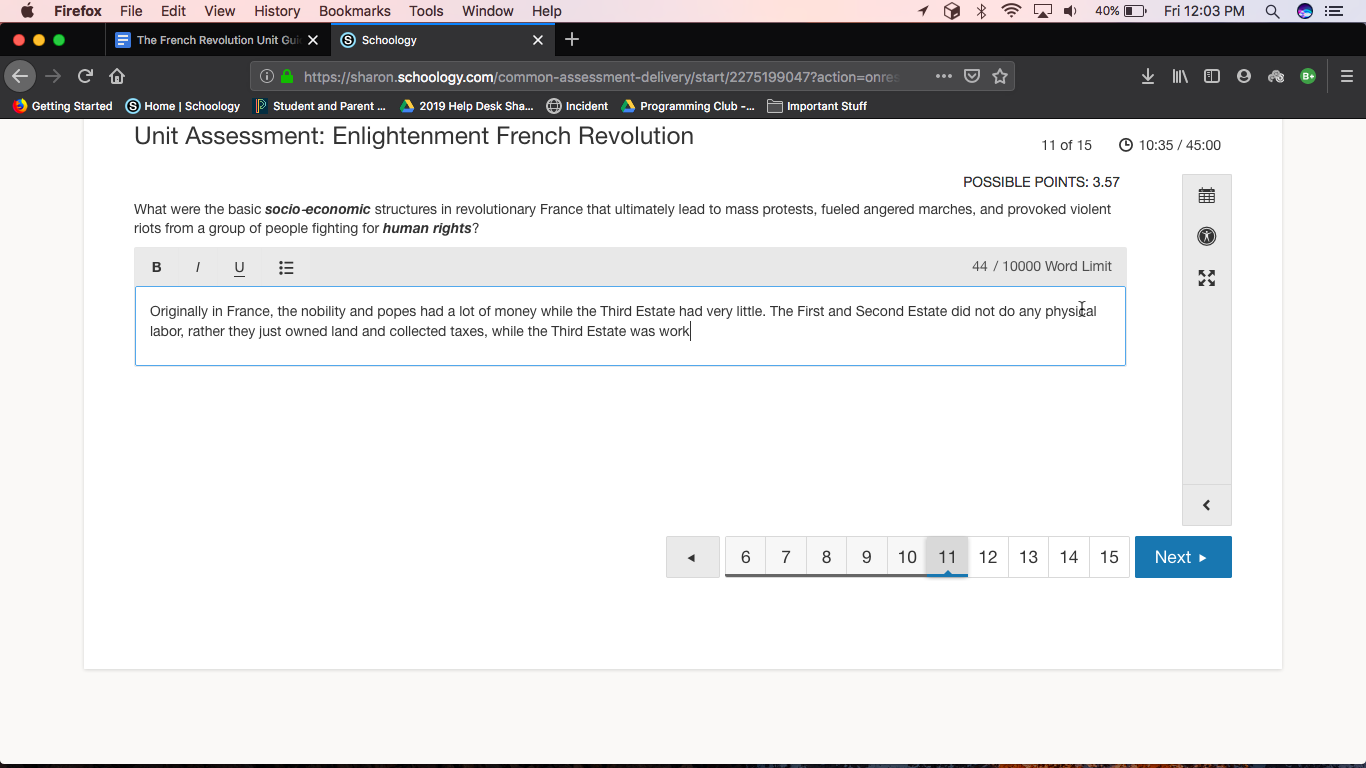 Firefox File Edit View History Bookmarks Tools Window Help 40% Fri 12:03 PM
The French Revolution Unit Gui Schoology
https://sharon.schoology.com/common-assessment-delivery/start/2275199047?action=onres
Getting Started Home | Schoology Student and Parent ... 2019 Help Desk Sha... Incident Programming Club -... Important Stuff
Unit Assessment: Enlightenment French Revolution
11 of 15 10:35 / 45:00
POSSIBLE POINTS: 3.57
What were the basic socio-economic structures in revolutionary France that ultimately lead to mass protests, fueled angered marches, and provoked violent
riots from a group of people fighting for human rights?
B I U 44 / 10000 Word Limit
Originally in France, the nobility and popes had a lot of money while the Third Estate had very little. The First and Second Estate did not do any physical
labor, rather they just owned land and collected taxes, while the Third Estate was work
6 7 8 9 10 11 12 13 14 15 Next